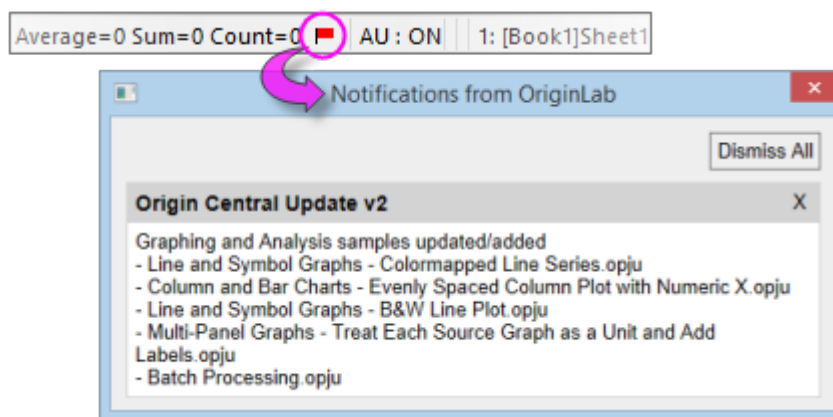 Average=0 Sum=0 Count=0 AU : ON 1: [Book1]Sheet1
Notifications from OriginLab
Dismiss All
Origin Central Update v2 X
Graphing and Analysis samples updated/added
- Line and Symbol Graphs - Colormapped Line Series.opju
- Column and Bar Charts - Evenly Spaced Column Plot with Numeric X.opju
- Line and Symbol Graphs - B&W Line Plot.opju
- Multi-Panel Graphs - Treat Each Source Graph as a Unit and Add
Labels.opju
- Batch Processing.opju